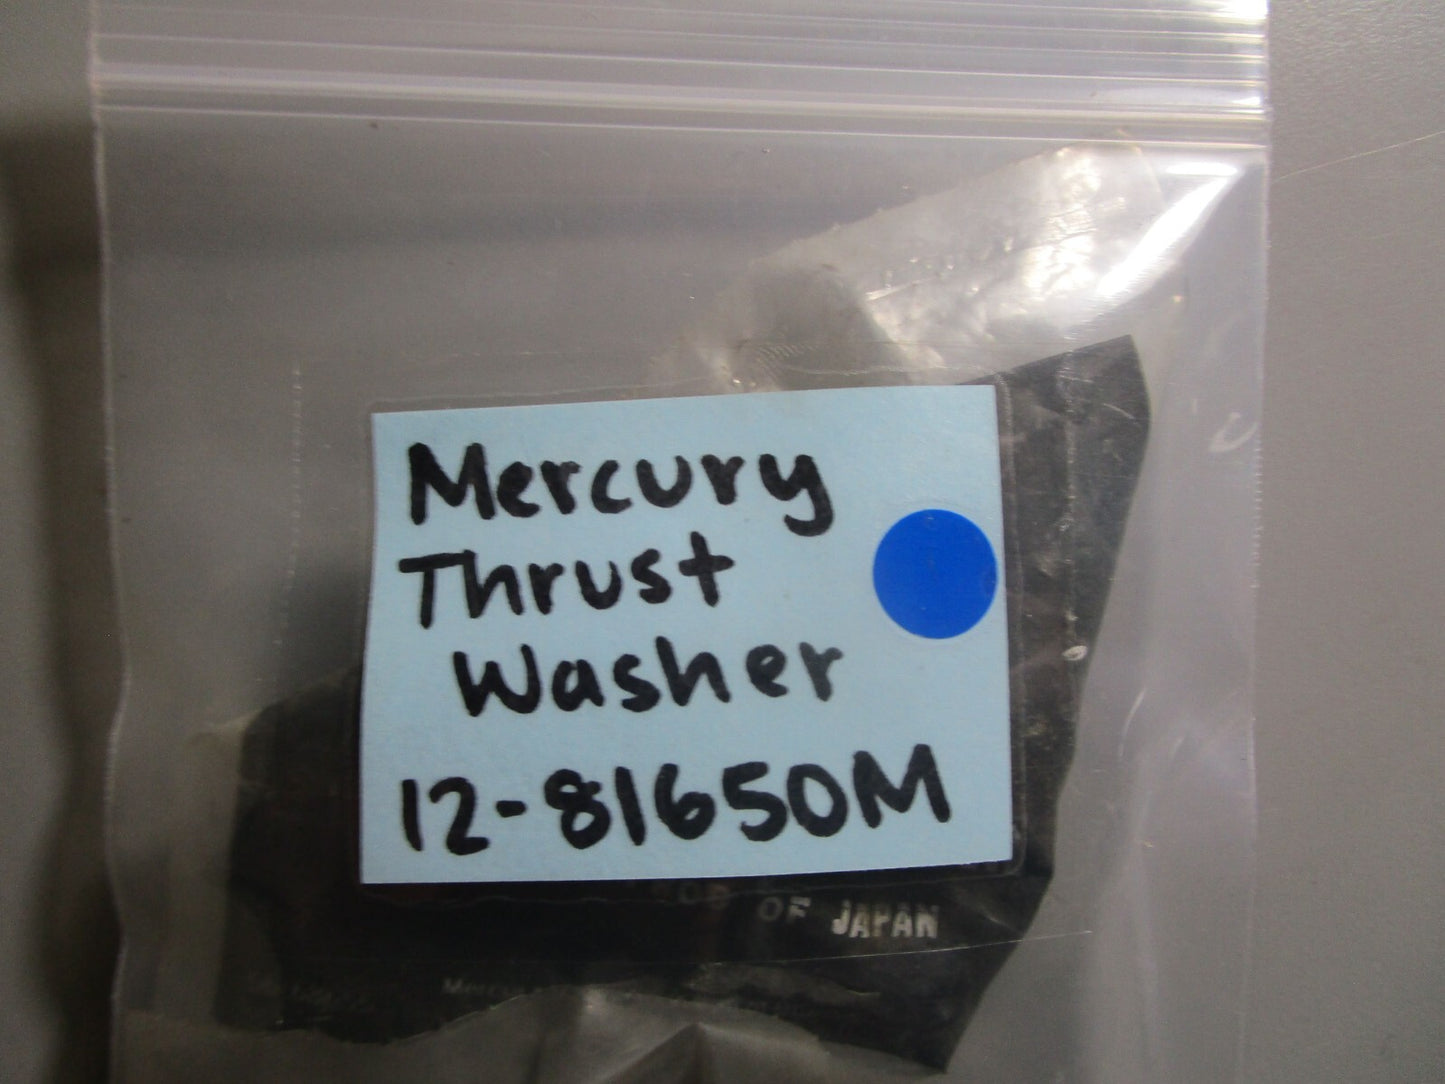 Mercury
Thrust
Washer
12-81650M
OF JAPAN